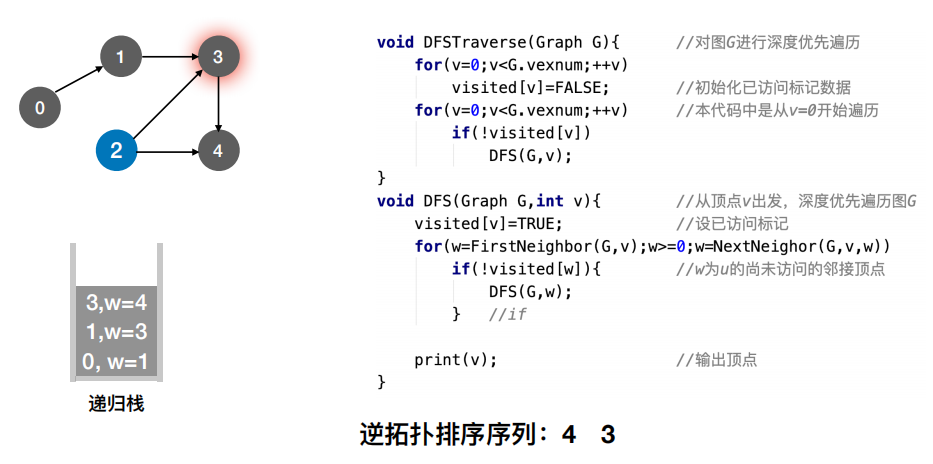 0
1
3
2
4
3,w=4
1,w=3
0, w=1
递归栈
void DFSTraverse(Graph G){ //对图G进行深度优先遍历
for(v=0;v<G.vexnum;++v)
visited[v]=FALSE; //初始化已访问标记数据
for(v=0;v<G.vexnum;++v) //本代码中是从v=0开始遍历
if(!visited[v])
DFS(G,v);
}
void DFS(Graph G,int v){ //从顶点v出发，深度优先遍历图G
visited[v]=TRUE; //设已访问标记
for(w=FirstNeighbor(G,v);w>=0;w=NextNeighor(G,v,w))
if(!visited[w]){ //w为u的尚未访问的邻接顶点
DFS(G,w);
} //if
print(v); //输出顶点
}
逆拓扑排序序列：4 3